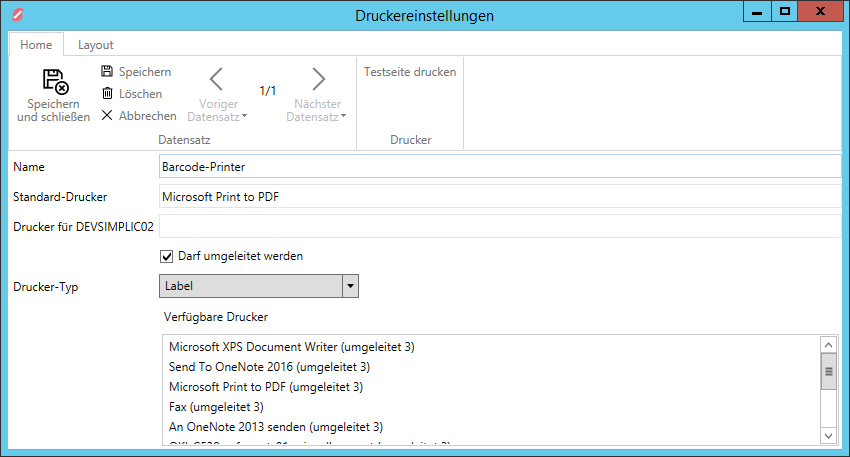 Druckereinstellungen
Home Layout
Speichern und schließen
Speichern
Löschen
Abbrechen
Voriger Datensatz
1/1
Nächster Datensatz
Datensatz
Testseite drucken
Drucker
Name Barcode-Printer
Standard-Drucker Microsoft Print to PDF
Drucker für DEVSIMPLIC02
Darf umgeleitet werden
Drucker-Typ Label
Verfügbare Drucker
Microsoft XPS Document Writer (umgeleitet 3)
Send To OneNote 2016 (umgeleitet 3)
Microsoft Print to PDF (umgeleitet 3)
Fax (umgeleitet 3)
An OneNote 2013 senden (umgeleitet 3)